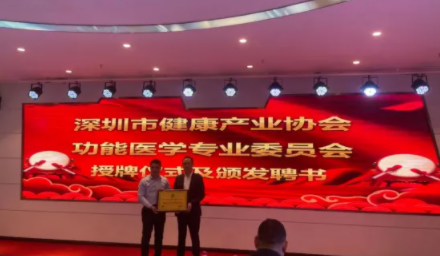 深圳市健康产业协会
功能医学专业委员会
授牌仪式及颁发聘书